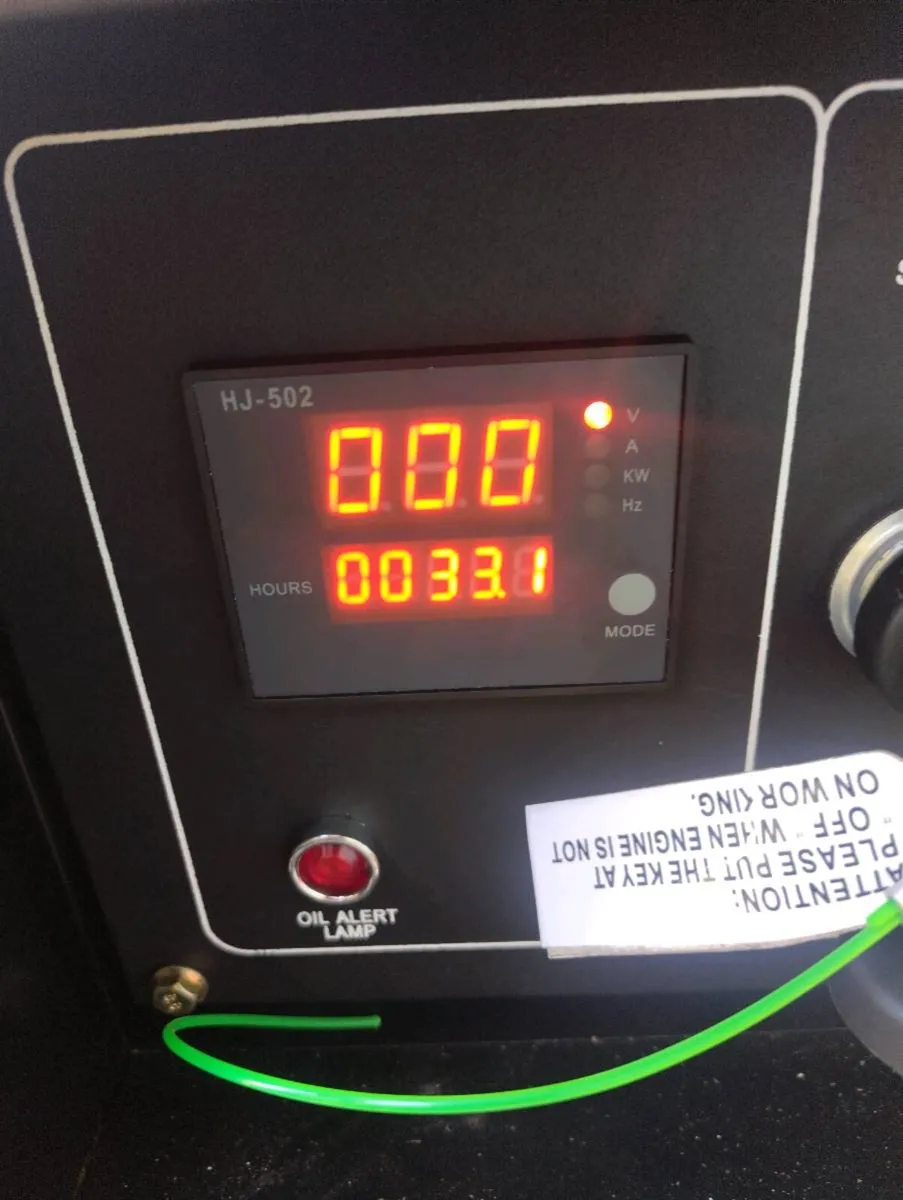 HJ-502
000
V
A
KW
Hz
HOURS 0033.1
MODE
OIL ALERT
LAMP
ATTENTION:
PLEASE PUT THE KEY AT
" OFF " WHEN ENGINE IS NOT
ON WORKING.